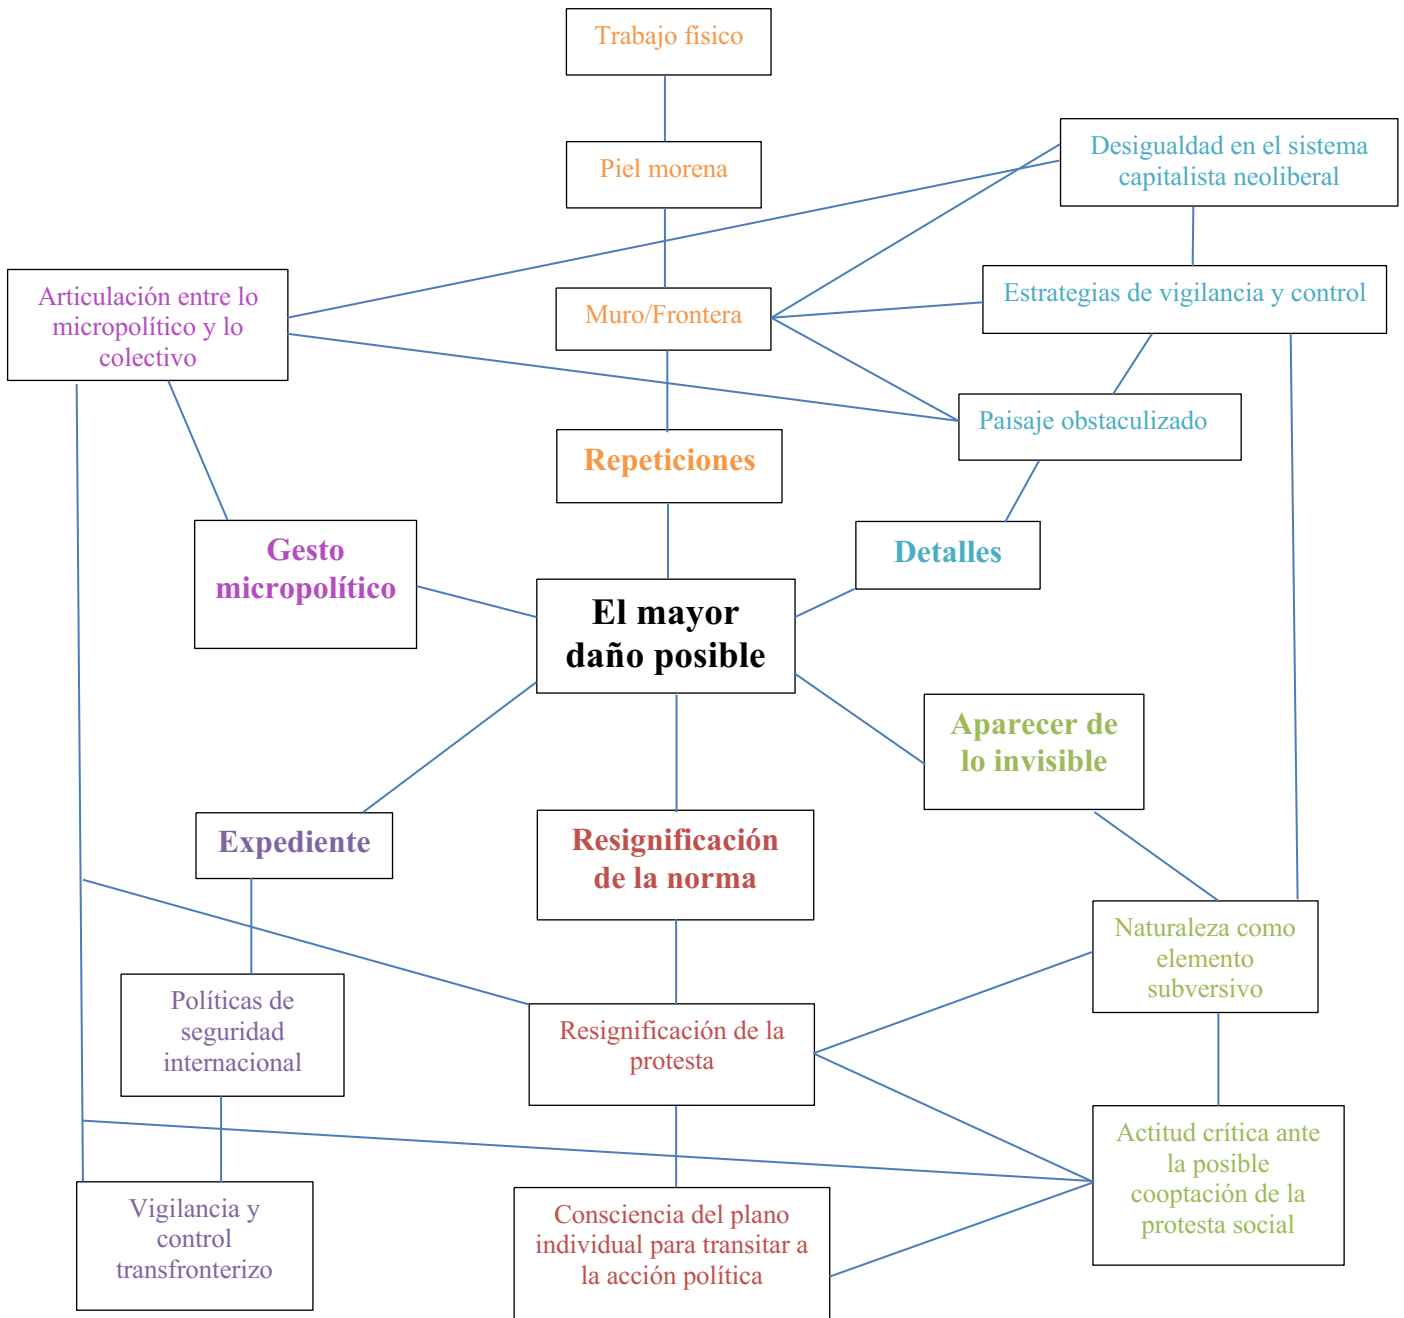 Trabajo físico
Piel morena
Desigualdad en el sistema
capitalista neoliberal
Articulación entre lo
micropolítico y lo
colectivo
Muro/Frontera
Estrategias de vigilancia y control
Paisaje obstaculizado
Repeticiones
Gesto
micropolítico
Detalles
El mayor
daño posible
Aparecer de
lo invisible
Expediente
Resignificación
de la norma
Naturaleza como
elemento
subversivo
Políticas de
seguridad
internacional
Resignificación de la
protesta
Actitud crítica ante
la posible
cooptación de la
protesta social
Vigilancia y
control
transfronterizo
Consciencia del plano
individual para transitar a
la acción política